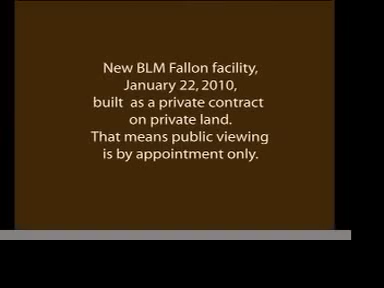 New BLM Fallon facility,
January 22, 2010,
built as a private contract
on private land.
That means public viewing
is by appointment only.